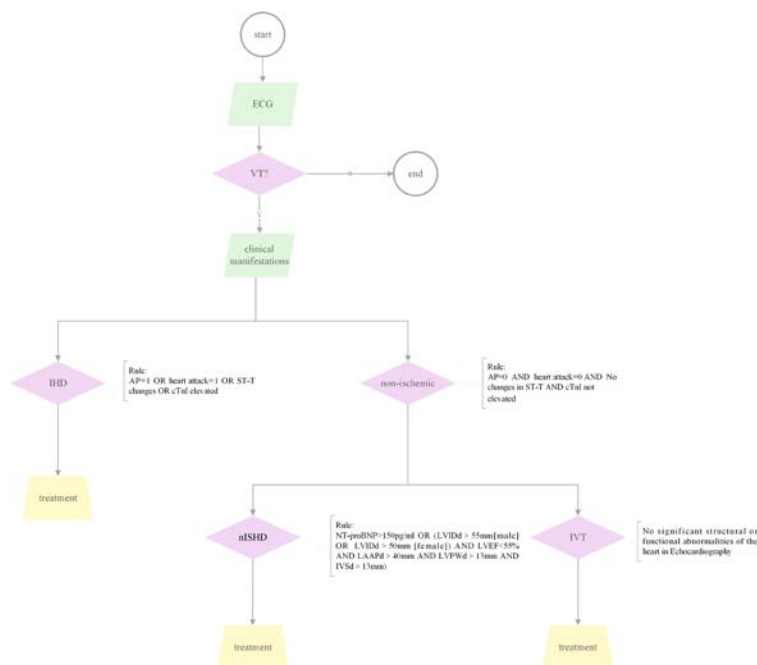 start
ECG
VT?
n
end
Y
clinical
manifestations
IHD
Rule:
AP=1 OR heart attack=1 OR ST-T
changes OR cTnI elevated
non-ischemic
Rule:
AP=0 AND heart attack=0 AND No
changes in ST-T AND cTnI not
elevated
treatment
nISHD
Rule:
NT-proBNP>150pg/ml OR (LVIDd > 55mm[male]
OR LVIDd > 50mm [female]) AND LVEF<55%
AND LAAPd > 40mm AND LVPWd > 13mm AND
IVSd > 13mm)
IVT
No significant structural or
functional abnormalities of the
heart in Echocardiography
treatment
treatment